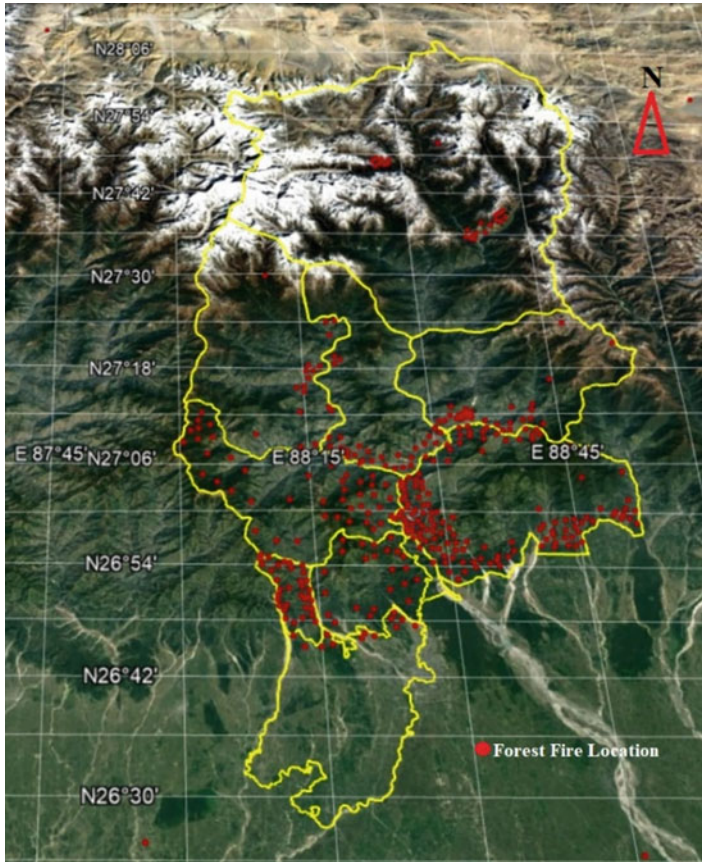 N28°06'
N
N27°54'
N27°42'
N27°30'
N27°18'
E 87°45'
N27°06'
E 88°15'
E 88°45'
N26°54'
N26°42'
Forest Fire Location
N26°30'